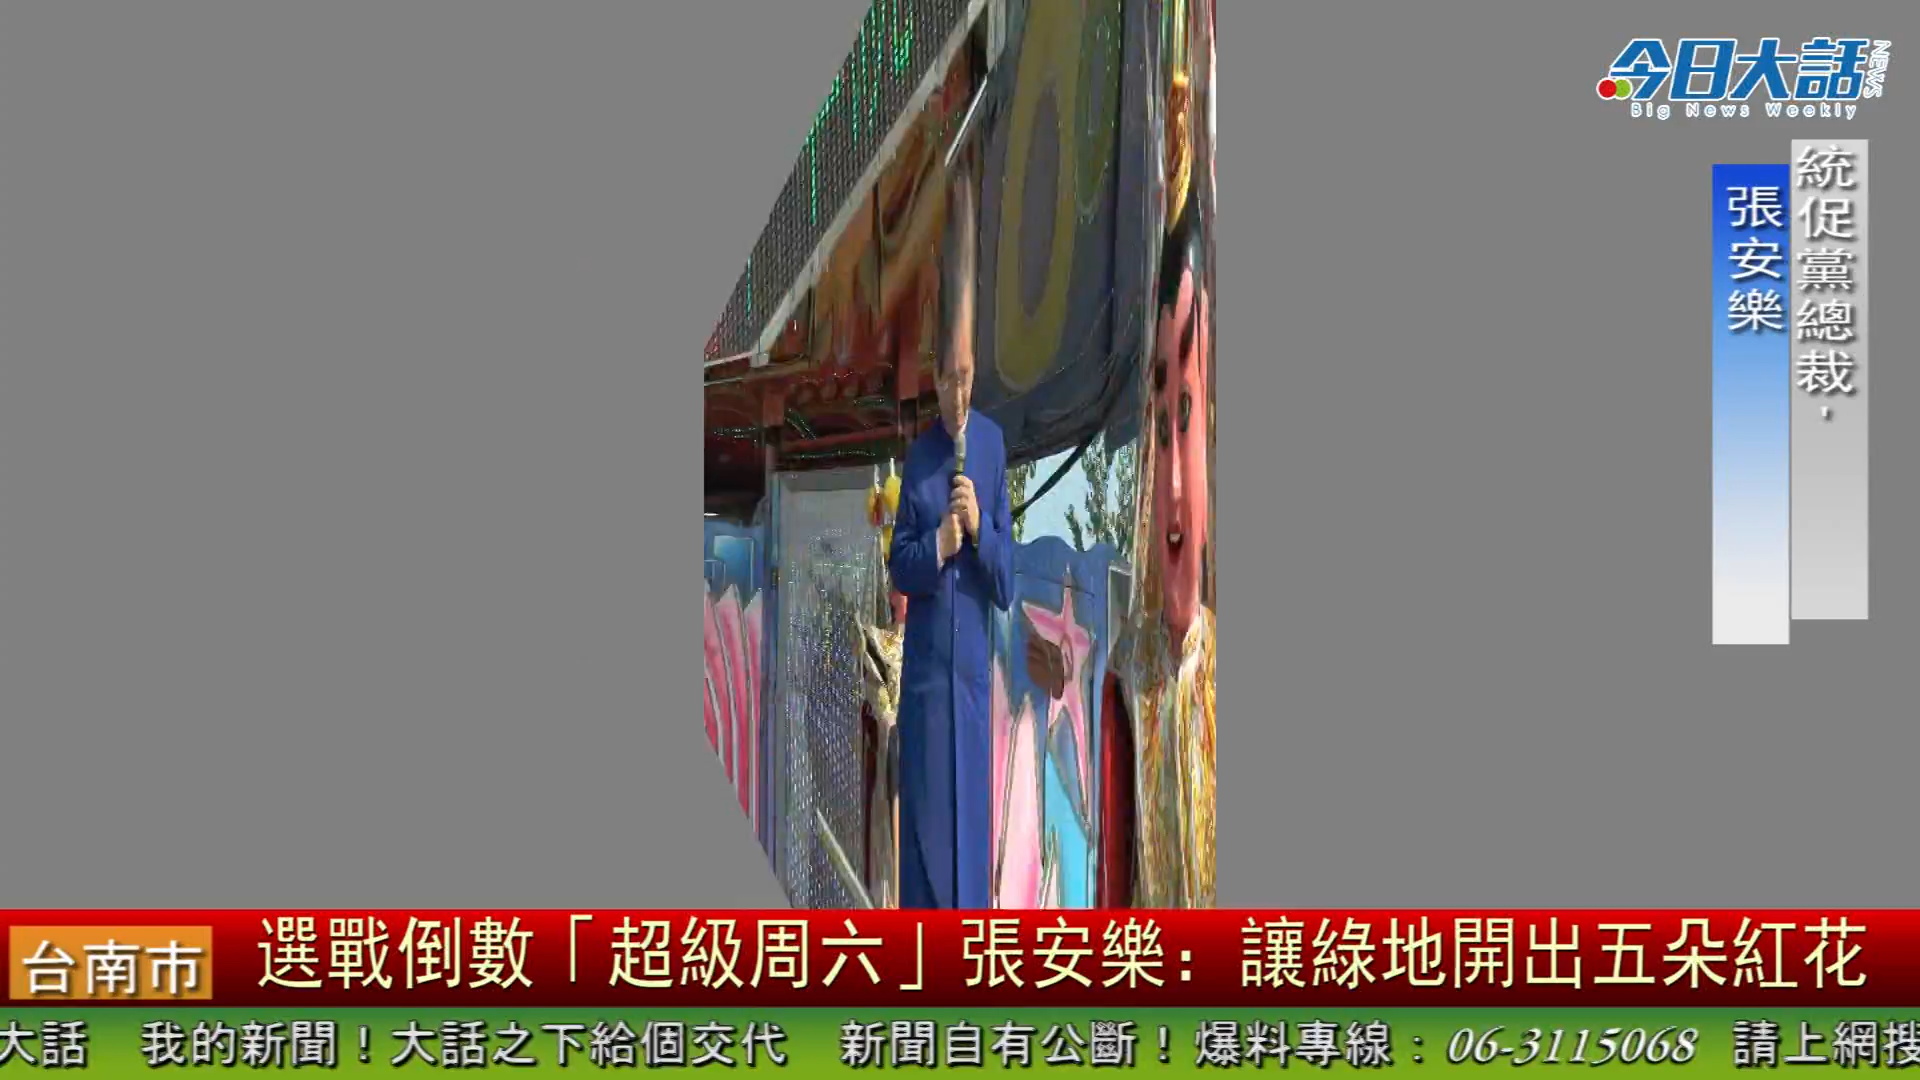 今日大話
NEWS
Big News Weekly
統促黨總裁，
張安樂
台南市
選戰倒數「超級周六」張安樂：讓綠地開出五朵紅花
大話　我的新聞！大話之下給個交代　新聞自有公斷！爆料專線：06-3115068　請上網搜